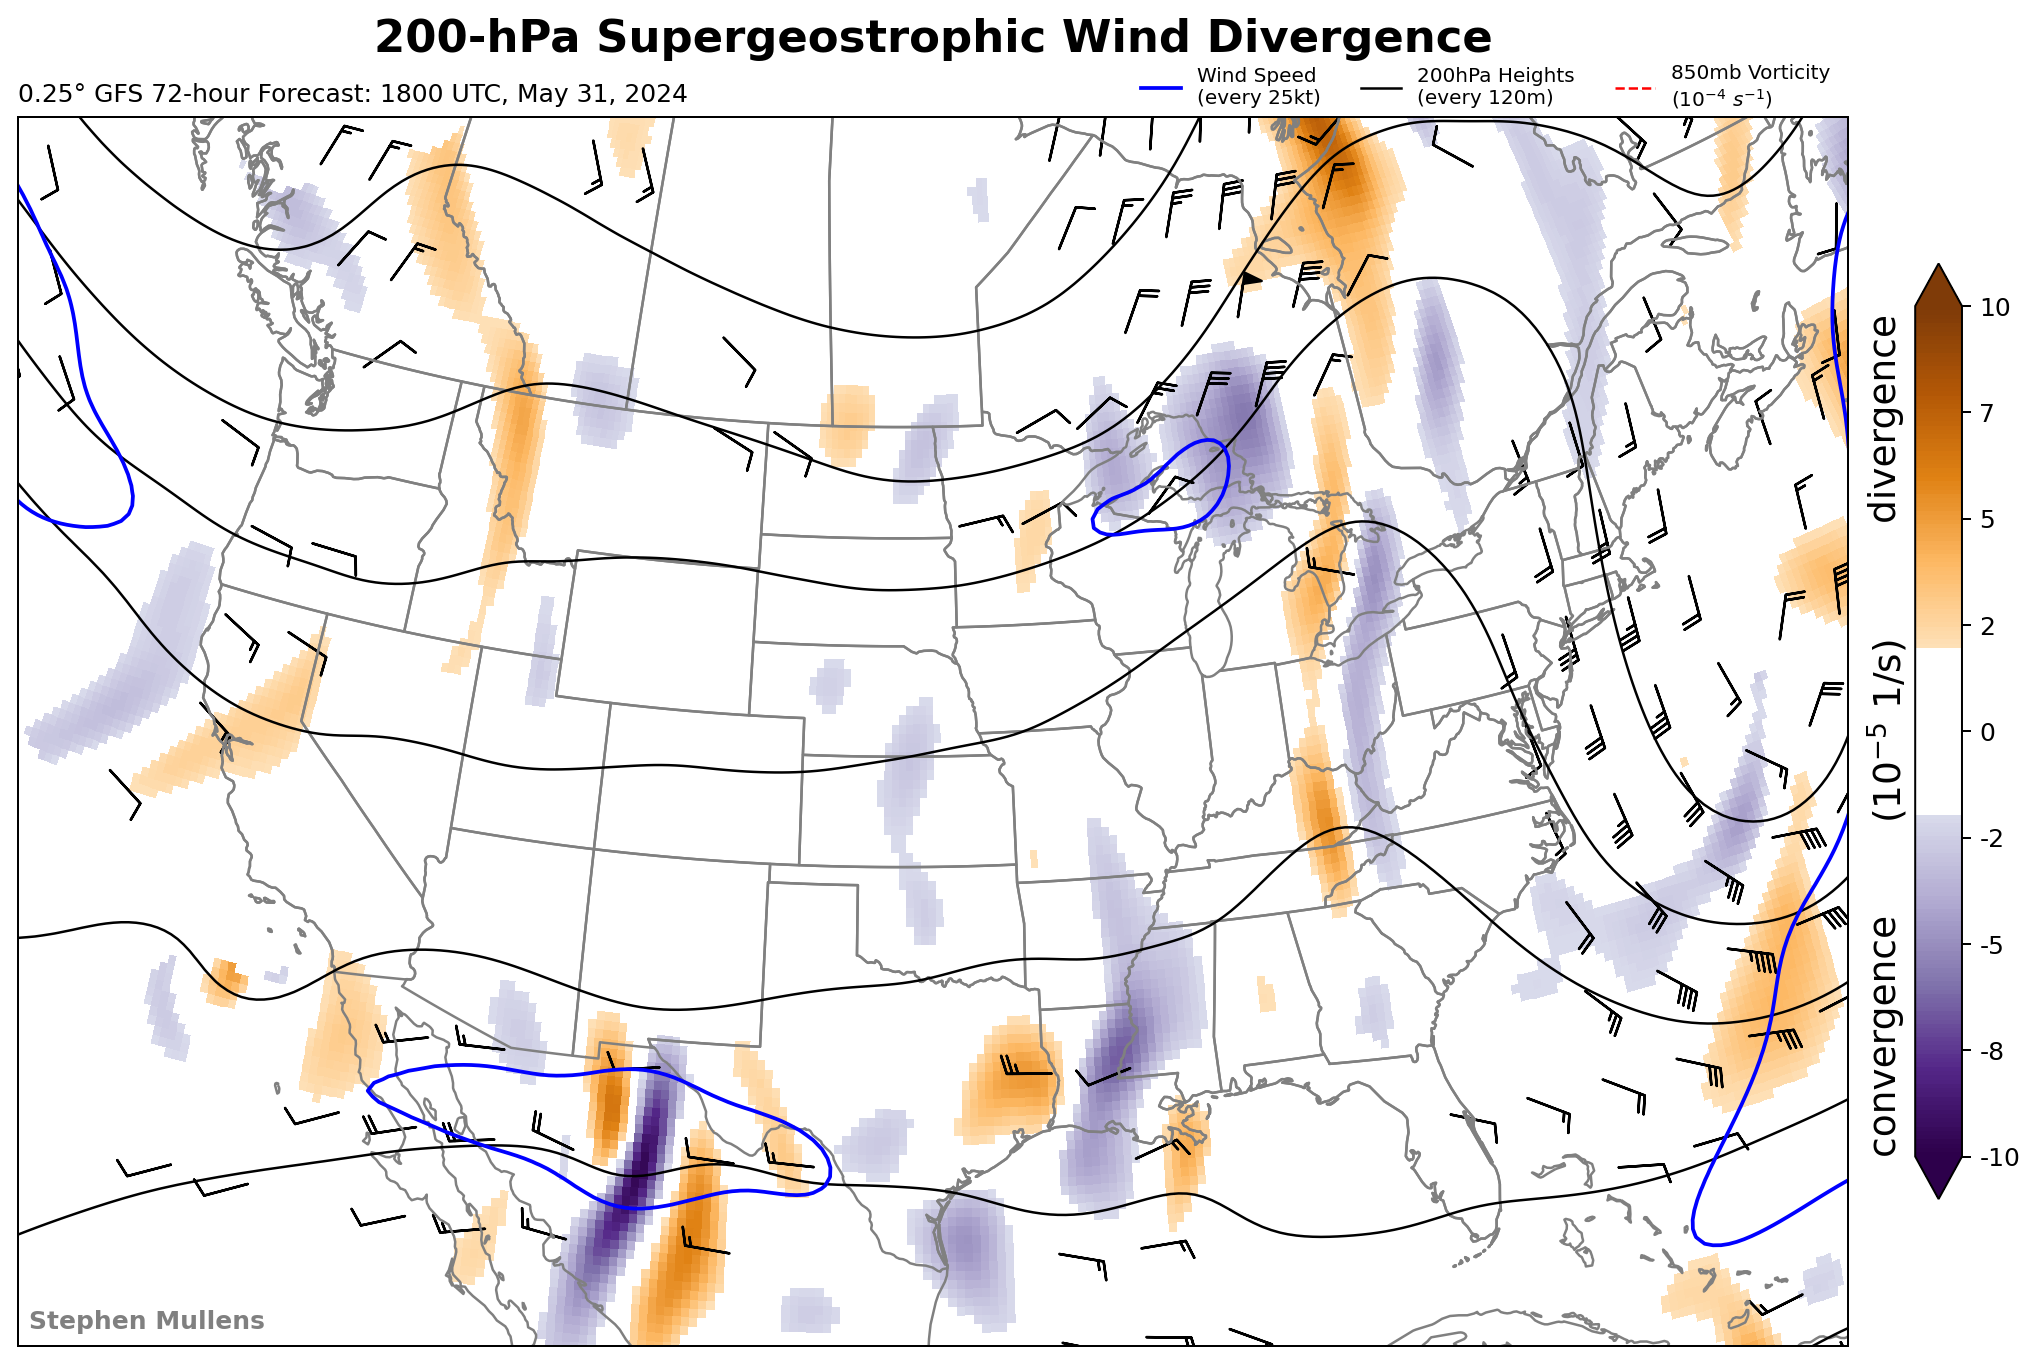 200-hPa Supergeostrophic Wind Divergence
0.25° GFS 72-hour Forecast: 1800 UTC, May 31, 2024
Wind Speed
(every 25kt)
200hPa Heights
(every 120m)
850mb Vorticity
(10⁻⁴ s⁻¹)
10
7
5
2
0
-2
-5
-8
-10
convergence (10⁻⁵ 1/s) divergence
Stephen Mullens